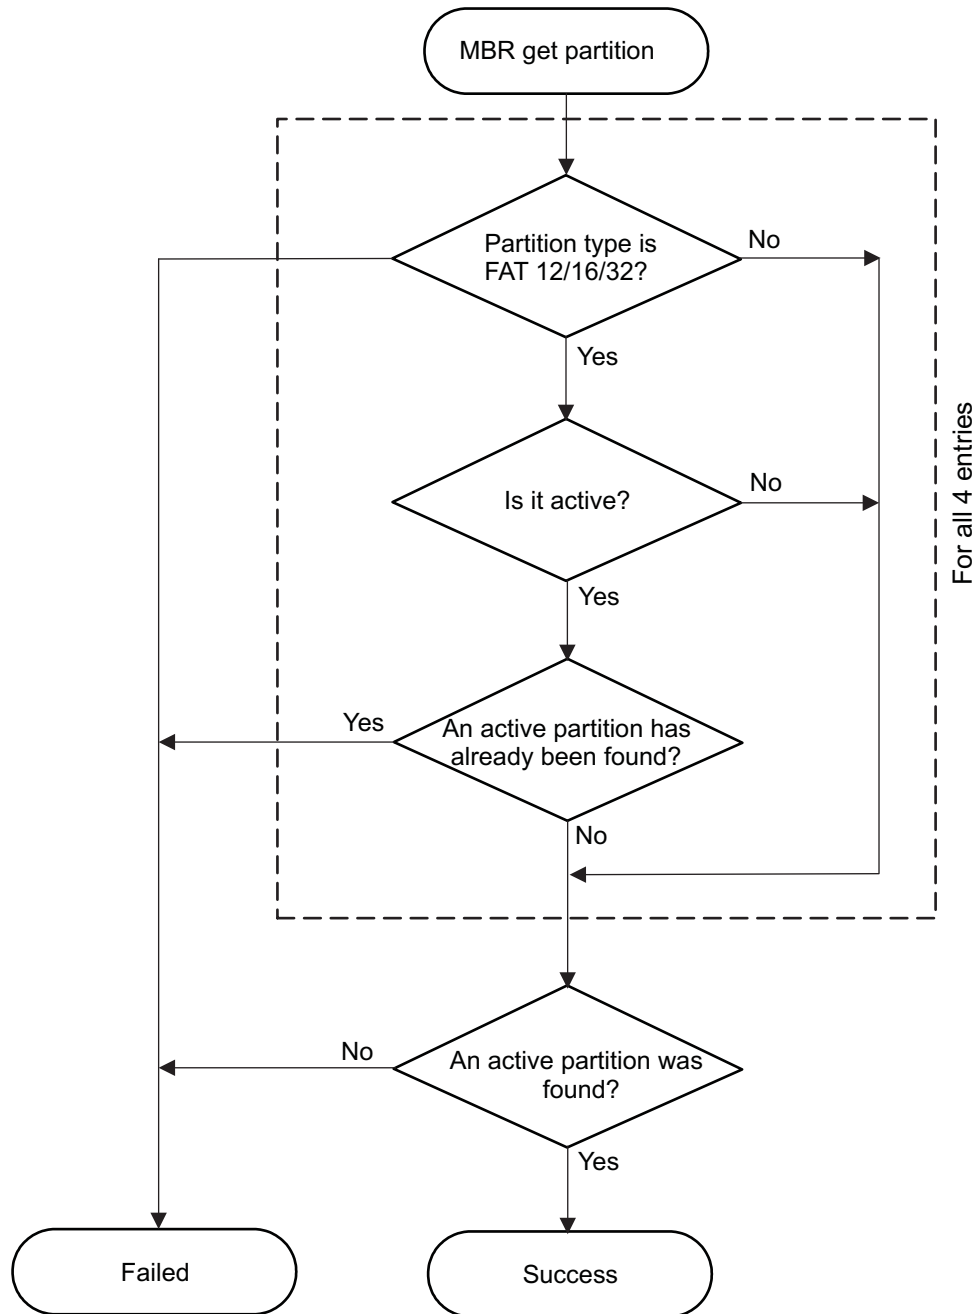 MBR get partition
Partition type is
FAT 12/16/32?
No
Yes
Is it active?
No
Yes
For all 4 entries
An active partition has
already been found?
Yes
No
An active partition was
found?
No
Yes
Failed
Success